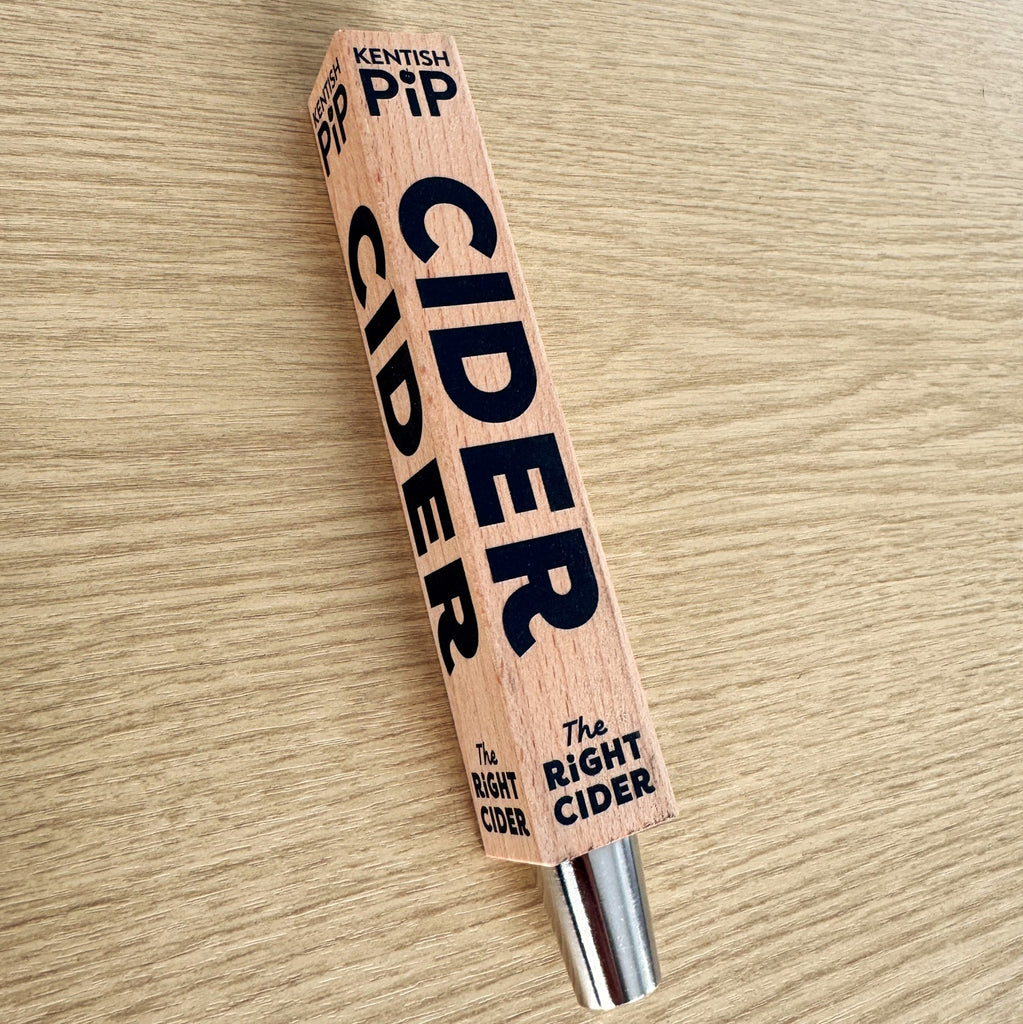 KENTISH
PiP
CIDER
The
RiGHT
CIDER
KENTISH
PiP
CIDER
The
RiGHT
CIDER